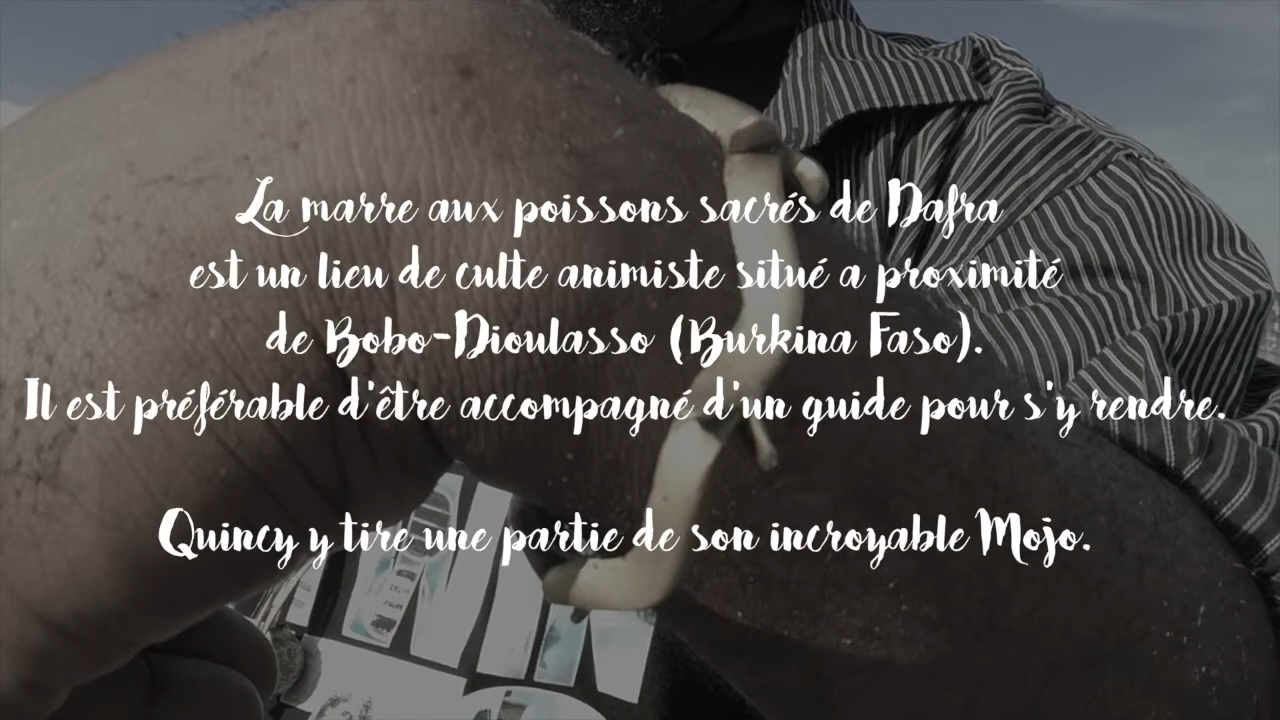 La marre aux poissons sacrés de Dafra
est un lieu de culte animiste situé a proximité
de Bobo-Dioulasso (Burkina Faso).
Il est préférable d'être accompagné d'un guide pour s'y rendre.
Quincy y tire une partie de son incroyable Mojo.